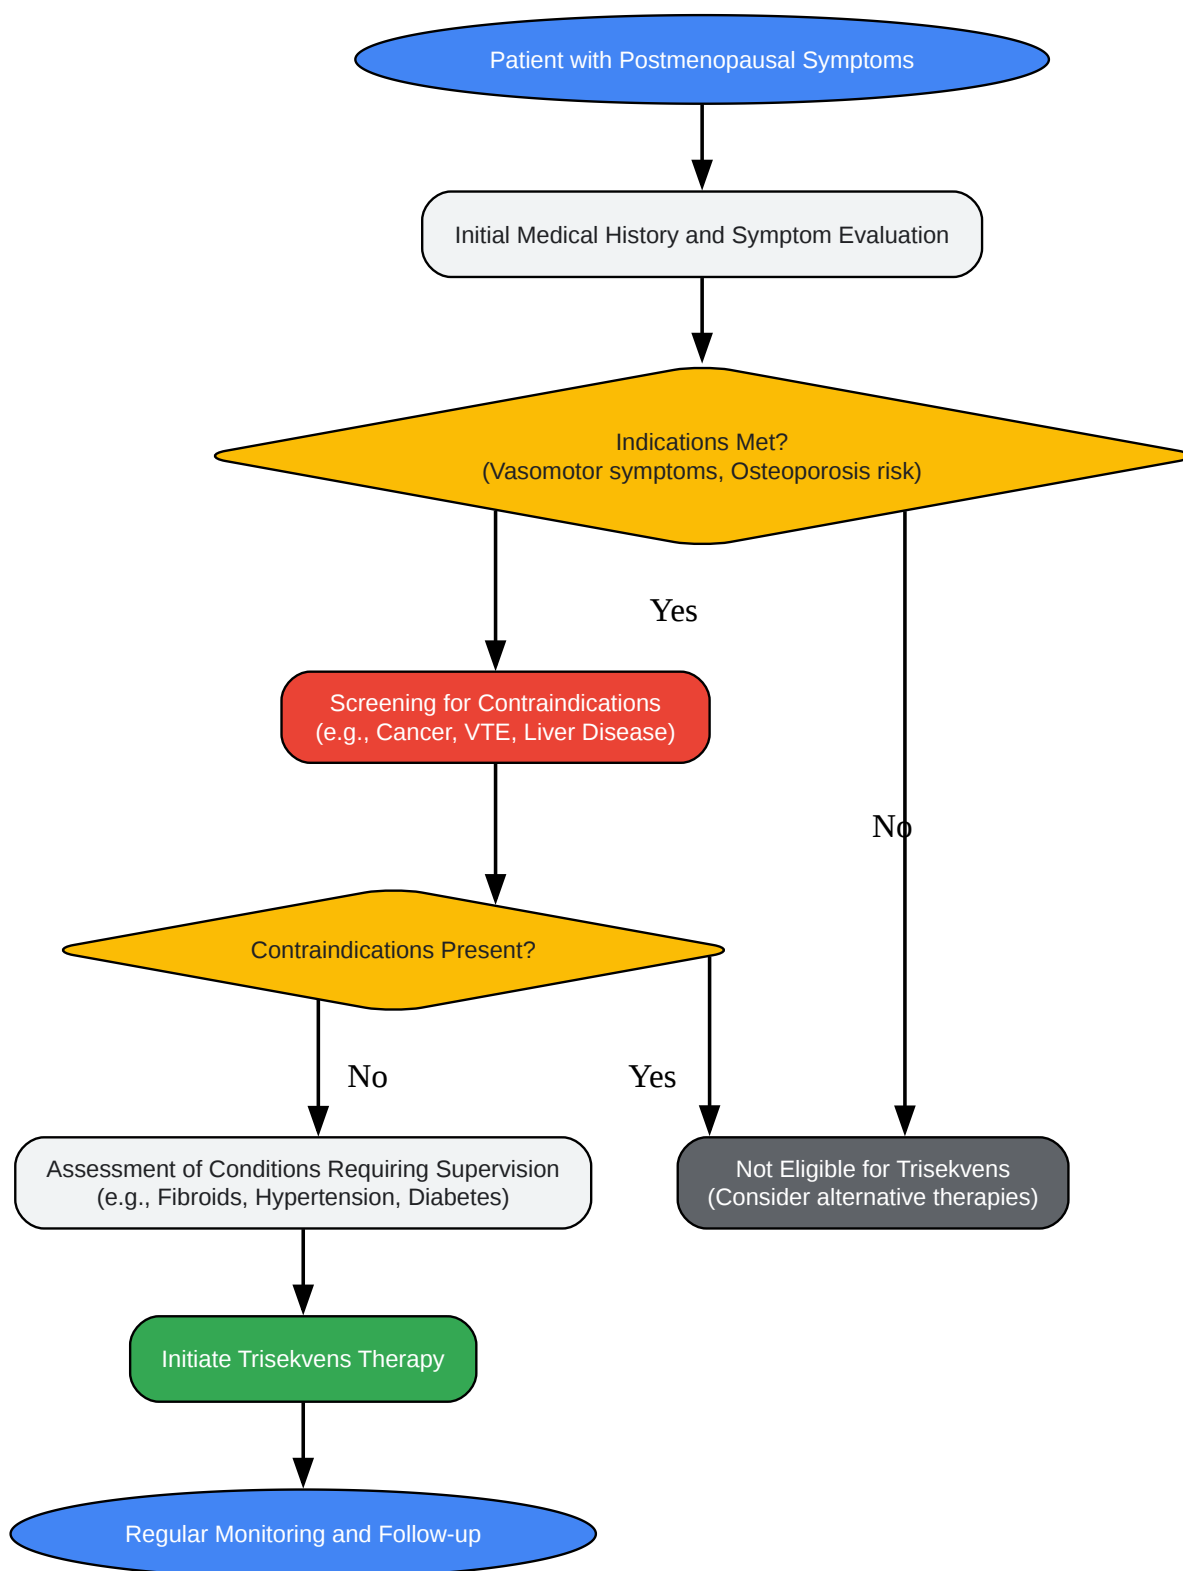 Patient with Postmenopausal Symptoms
Initial Medical History and Symptom Evaluation
Indications Met?
(Vasomotor symptoms, Osteoporosis risk)
Yes
Screening for Contraindications
(e.g., Cancer, VTE, Liver Disease)
No
Contraindications Present?
No
Yes
Assessment of Conditions Requiring Supervision
(e.g., Fibroids, Hypertension, Diabetes)
Not Eligible for Trisekvens
(Consider alternative therapies)
Initiate Trisekvens Therapy
Regular Monitoring and Follow-up